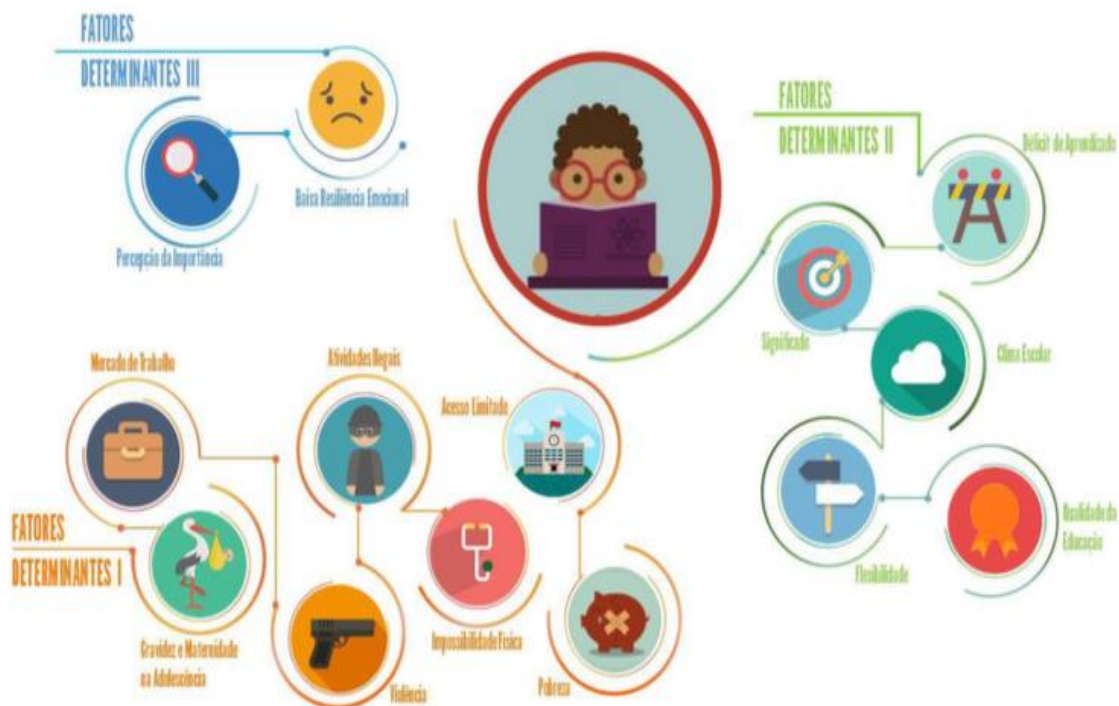 FATORES
DETERMINANTES III
Baixa Resiliência Emocional
Percepção da Importância
FATORES
DETERMINANTES II
Déficit de Aprendizado
Significado
Clima Escolar
Flexibilidade
Qualidade da
Educação
Mercado de Trabalho
Atividades Ilegais
Acesso Limitado
FATORES
DETERMINANTES I
Gravidez e Maternidade
na Adolescência
Violência
Impossibilidade Física
Pobreza